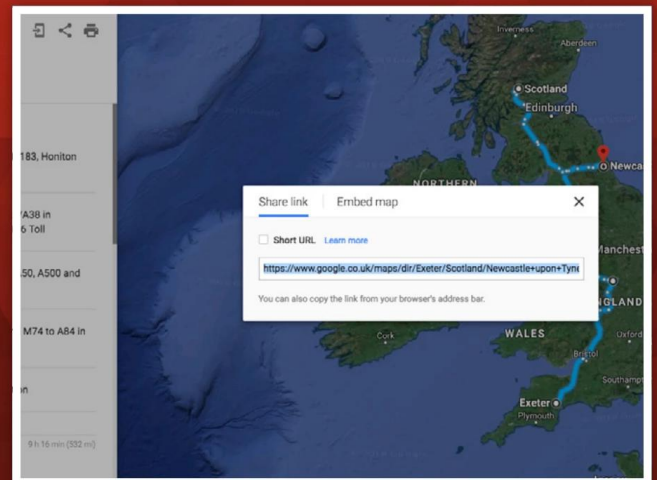 183, Honiton
A38 in
6 Toll
50, A500 and
M74 to A84 in
9 h 16 min (552 mi)
Inverness
Aberdeen
Scotland
Edinburgh
Newca
NORTHERN
Share link
Embed map
Short URL Learn more
https://www.google.co.uk/maps/dir/Exeter/Scotland/Newcastle+upon+Tyne
You can also copy the link from your browser's address bar.
Manchest
NGLAND
Cork
WALES
Oxford
Bristol
Southampt
Exeter
Plymouth